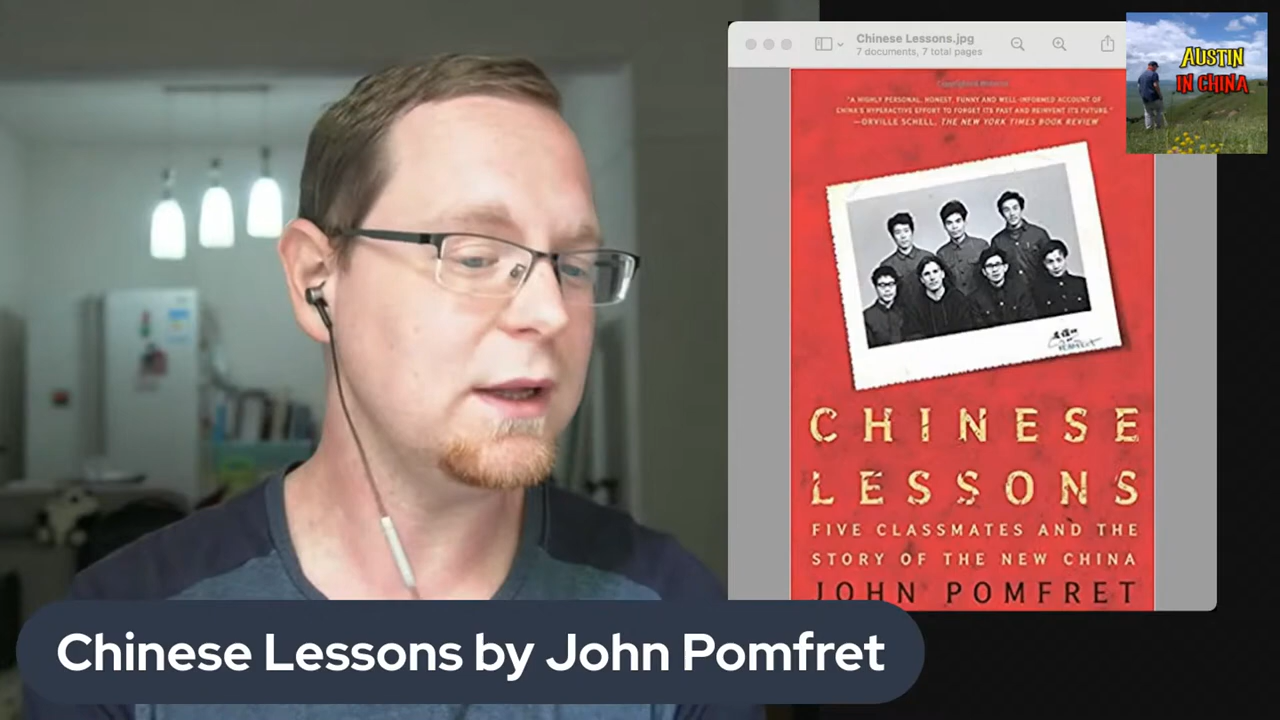 Chinese Lessons.jpg
7 documents, 7 total pages
AUSTIN
IN CHINA
"A HIGHLY PERSONAL, HONEST, FUNNY AND WELL-INFORMED ACCOUNT OF
CHINA'S HYPERACTIVE EFFORT TO FORGET ITS PAST AND REINVENT ITS FUTURE."
—ORVILLE SCHELL, THE NEW YORK TIMES BOOK REVIEW
CHINESE
LESSONS
FIVE CLASSMATES AND THE
STORY OF THE NEW CHINA
JOHN POMFRET
Chinese Lessons by John Pomfret